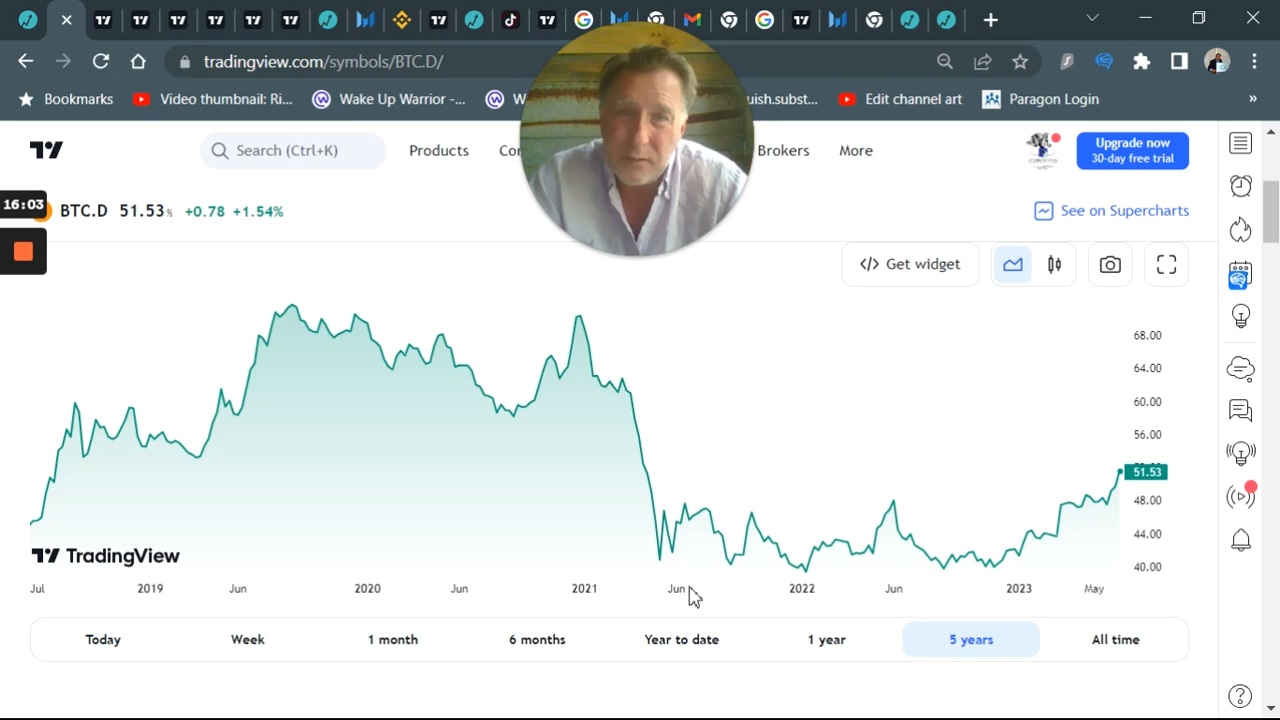 tradingview.com/symbols/BTC.D/
Bookmarks Video thumbnail: Ri... Wake Up Warrior -... W uish.subst... Edit channel art Paragon Login »
Search (Ctrl+K) Products Co Brokers More
Upgrade now
30-day free trial
16:03
BTC.D 51.53% +0.78 +1.54%
See on Supercharts
Get widget
68.00
64.00
60.00
56.00
51.53
48.00
44.00
40.00
TradingView
Jul 2019 Jun 2020 Jun 2021 Jun 2022 Jun 2023 May
Today Week 1 month 6 months Year to date 1 year 5 years All time